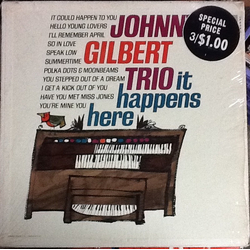 IT COULD HAPPEN TO YOU
HELLO YOUNG LOVERS
I'LL REMEMBER APRIL
SO IN LOVE
SPEAK LOW
SUMMERTIME
POLKA DOTS & MOONBEAMS
YOU STEPPED OUT OF A DREAM
I GET A KICK OUT OF YOU
HAVE YOU MET MISS JONES
YOU'RE MINE YOU
JOHNN
GILBERT
TRIO it
happens
here
SPECIAL
PRICE
3/$1.00